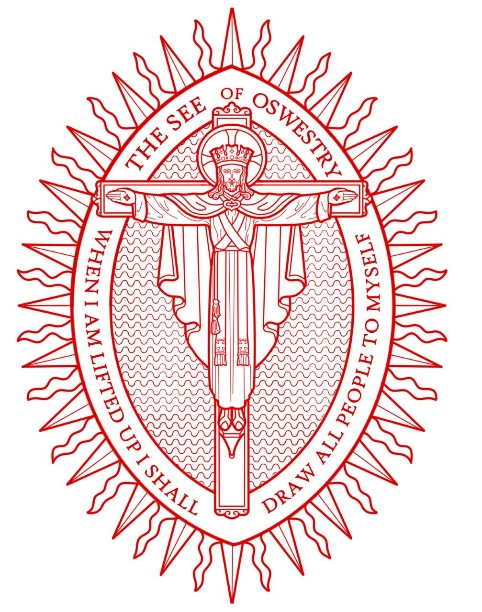 THE SEE OF OSWESTRY
WHEN I AM LIFTED UP I SHALL
DRAW ALL PEOPLE TO MYSELF